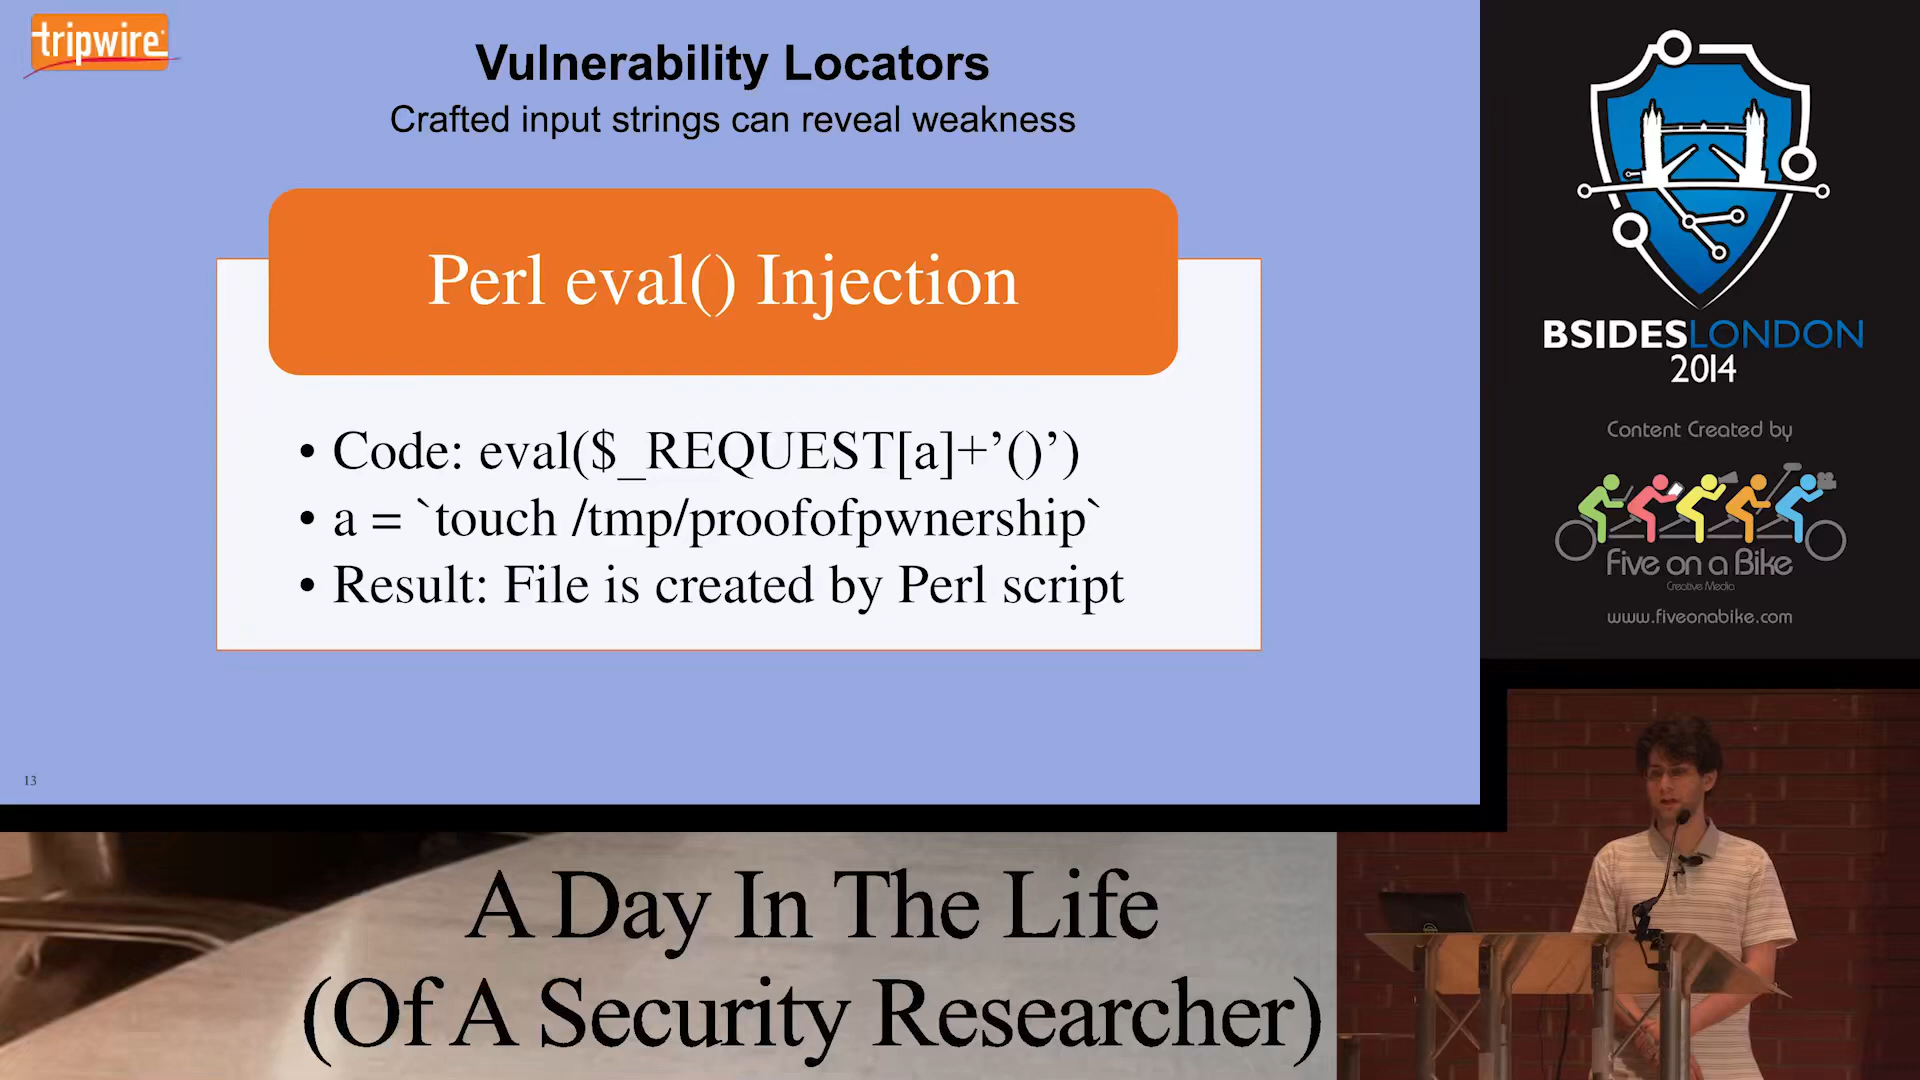 tripwire
Vulnerability Locators
Crafted input strings can reveal weakness
Perl eval() Injection
• Code: eval($_REQUEST[a]+’()’)
• a = `touch /tmp/proofofpwnership`
• Result: File is created by Perl script
13
BSIDESLONDON
2014
Content Created by
Five on a Bike
Creative Media
www.fiveonabike.com
A Day In The Life
(Of A Security Researcher)